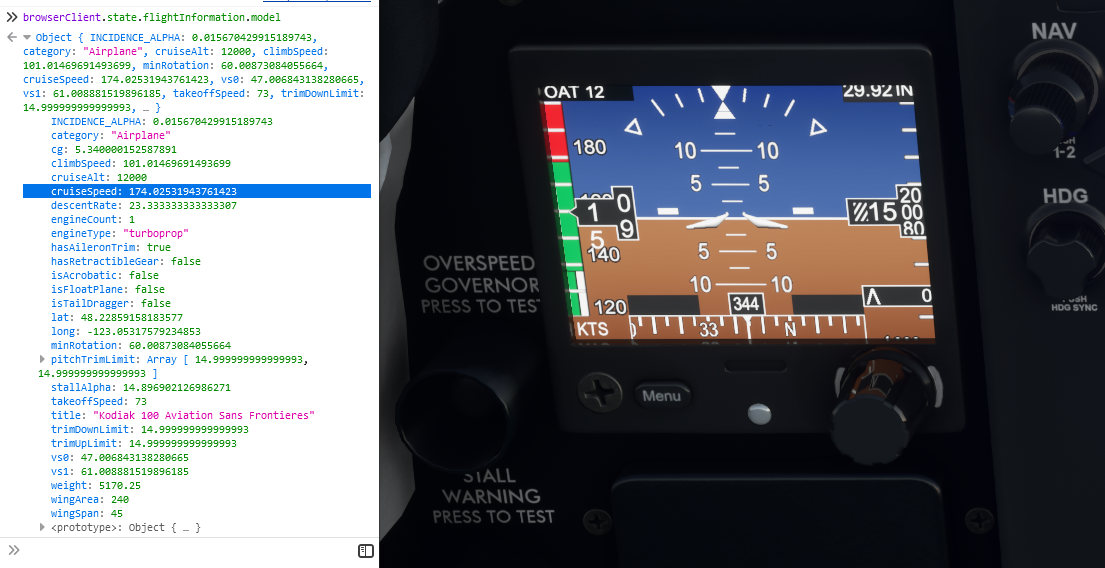 browserClient.state.flightInformation.model
Object { INCIDENCE_ALPHA: 0.015670429915189743,
category: "Airplane", cruiseAlt: 12000, climbSpeed:
101.01469691493699, minRotation: 60.00873084055664,
cruiseSpeed: 174.02531943761423, vs0: 47.006843138280665,
vs1: 61.008881519896185, takeoffSpeed: 73, trimDownLimit:
14.999999999999993, … }
INCIDENCE_ALPHA: 0.015670429915189743
category: "Airplane"
cg: 5.340000152587891
climbSpeed: 101.01469691493699
cruiseAlt: 12000
cruiseSpeed: 174.02531943761423
descentRate: 23.333333333333307
engineCount: 1
engineType: "turboprop"
hasAileronTrim: true
hasRetractibleGear: false
isAcrobatic: false
isFloatPlane: false
isTailDragger: false
lat: 48.22859158183577
long: -123.05317579234853
minRotation: 60.00873084055664
pitchTrimLimit: Array [ 14.999999999999993,
14.999999999999993 ]
stallAlpha: 14.896902126986271
takeoffSpeed: 73
title: "Kodiak 100 Aviation Sans Frontieres"
trimDownLimit: 14.999999999999993
trimUpLimit: 14.999999999999993
vs0: 47.006843138280665
vs1: 61.008881519896185
weight: 5170.25
wingArea: 240
wingSpan: 45
<prototype>: Object { … }
OAT 12
29.92IN
180
10 10
5 5
1 0
5 9
15 20
00
80
140
5 5
10 10
120
344
0
KTS
33
N
OVERSPEED
GOVERNOR
PRESS TO TEST
Menu
STALL
WARNING
PRESS TO TEST
NAV
1-2
HDG
PUSH
HDG SYNC